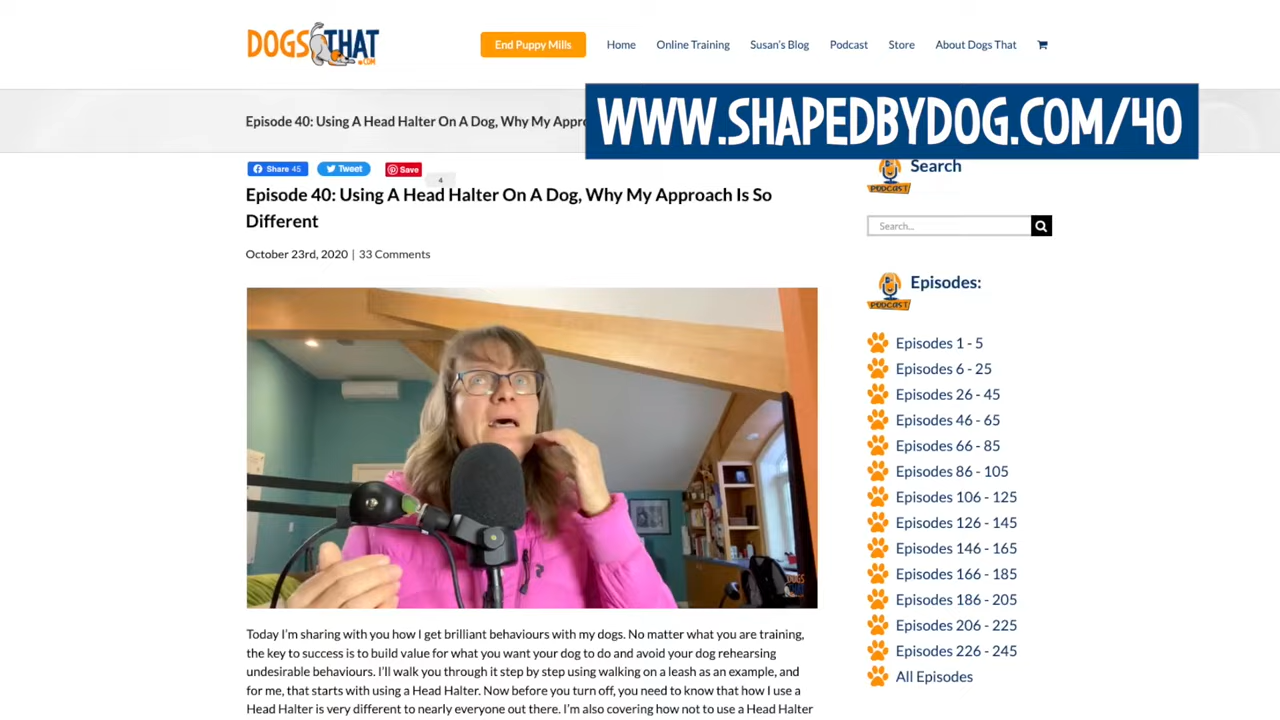 DOGS THAT .COM
End Puppy Mills
Home
Online Training
Susan's Blog
Podcast
Store
About Dogs That
WWW.SHAPEDBYDOG.COM/40
Episode 40: Using A Head Halter On A Dog, Why My Appro
Share 45
Tweet
Save
4
Episode 40: Using A Head Halter On A Dog, Why My Approach Is So
Different
October 23rd, 2020 | 33 Comments
DOGS
THAT
Today I'm sharing with you how I get brilliant behaviours with my dogs. No matter what you are training,
the key to success is to build value for what you want your dog to do and avoid your dog rehearsing
undesirable behaviours. I'll walk you through it step by step using walking on a leash as an example, and
for me, that starts with using a Head Halter. Now before you turn off, you need to know that how I use a
Head Halter is very different to nearly everyone out there. I'm also covering how not to use a Head Halter
PODCAST
Search
Search...
PODCAST
Episodes:
Episodes 1 - 5
Episodes 6 - 25
Episodes 26 - 45
Episodes 46 - 65
Episodes 66 - 85
Episodes 86 - 105
Episodes 106 - 125
Episodes 126 - 145
Episodes 146 - 165
Episodes 166 - 185
Episodes 186 - 205
Episodes 206 - 225
Episodes 226 - 245
All Episodes